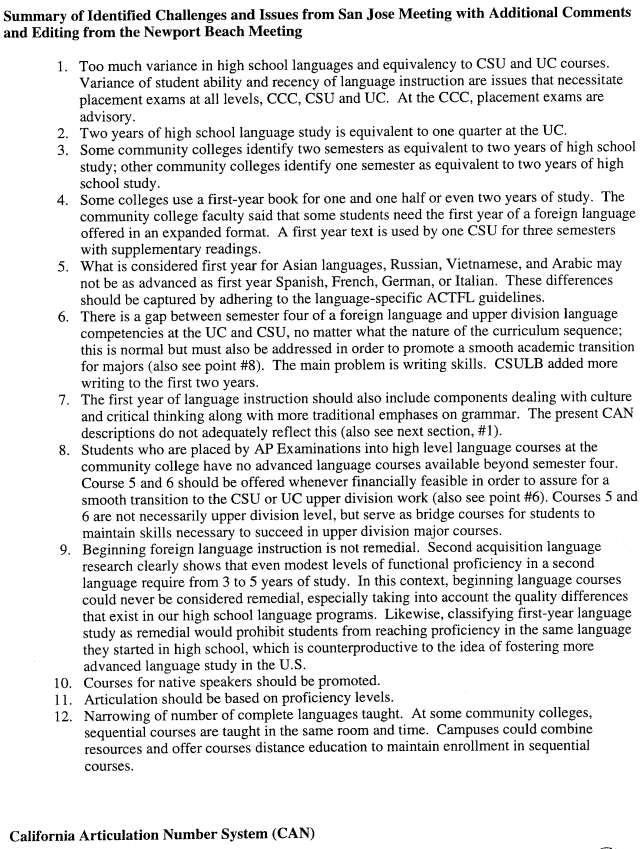 Summary of Identified Challenges and Issues from San Jose Meeting with Additional Comments
and Editing from the Newport Beach Meeting
1. Too much variance in high school languages and equivalency to CSU and UC courses.
Variance of student ability and recency of language instruction are issues that necessitate
placement exams at all levels, CCC, CSU and UC. At the CCC, placement exams are
advisory.
2. Two years of high school language study is equivalent to one quarter at the UC.
3. Some community colleges identify two semesters as equivalent to two years of high school
study; other community colleges identify one semester as equivalent to two years of high
school study.
4. Some colleges use a first-year book for one and one half or even two years of study. The
community college faculty said that some students need the first year of a foreign language
offered in an expanded format. A first year text is used by one CSU for three semesters
with supplementary readings.
5. What is considered first year for Asian languages, Russian, Vietnamese, and Arabic may
not be as advanced as first year Spanish, French, German, or Italian. These differences
should be captured by adhering to the language-specific ACTFL guidelines.
6. There is a gap between semester four of a foreign language and upper division language
competencies at the UC and CSU, no matter what the nature of the curriculum sequence;
this is normal but must also be addressed in order to promote a smooth academic transition
for majors (also see point #8). The main problem is writing skills. CSULB added more
writing to the first two years.
7. The first year of language instruction should also include components dealing with culture
and critical thinking along with more traditional emphases on grammar. The present CAN
descriptions do not adequately reflect this (also see next section, #1).
8. Students who are placed by AP Examinations into high level language courses at the
community college have no advanced language courses available beyond semester four.
Course 5 and 6 should be offered whenever financially feasible in order to assure for a
smooth transition to the CSU or UC upper division work (also see point #6). Courses 5 and
6 are not necessarily upper division level, but serve as bridge courses for students to
maintain skills necessary to succeed in upper division major courses.
9. Beginning foreign language instruction is not remedial. Second acquisition language
research clearly shows that even modest levels of functional proficiency in a second
language require from 3 to 5 years of study. In this context, beginning language courses
could never be considered remedial, especially taking into account the quality differences
that exist in our high school language programs. Likewise, classifying first-year language
study as remedial would prohibit students from reaching proficiency in the same language
they started in high school, which is counterproductive to the idea of fostering more
advanced language study in the U.S.
10. Courses for native speakers should be promoted.
11. Articulation should be based on proficiency levels.
12. Narrowing of number of complete languages taught. At some community colleges,
sequential courses are taught in the same room and time. Campuses could combine
resources and offer courses distance education to maintain enrollment in sequential
courses.
California Articulation Number System (CAN)